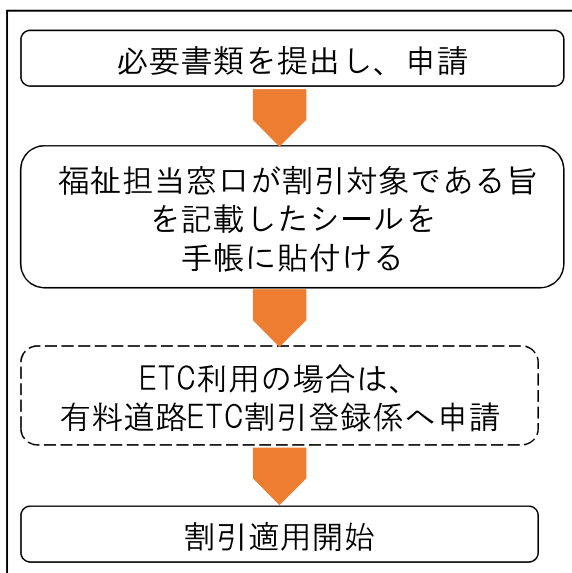 必要書類を提出し、申請
福祉担当窓口が割引対象である旨
を記載したシールを
手帳に貼付ける
ETC利用の場合は、
有料道路ETC割引登録係へ申請
割引適用開始